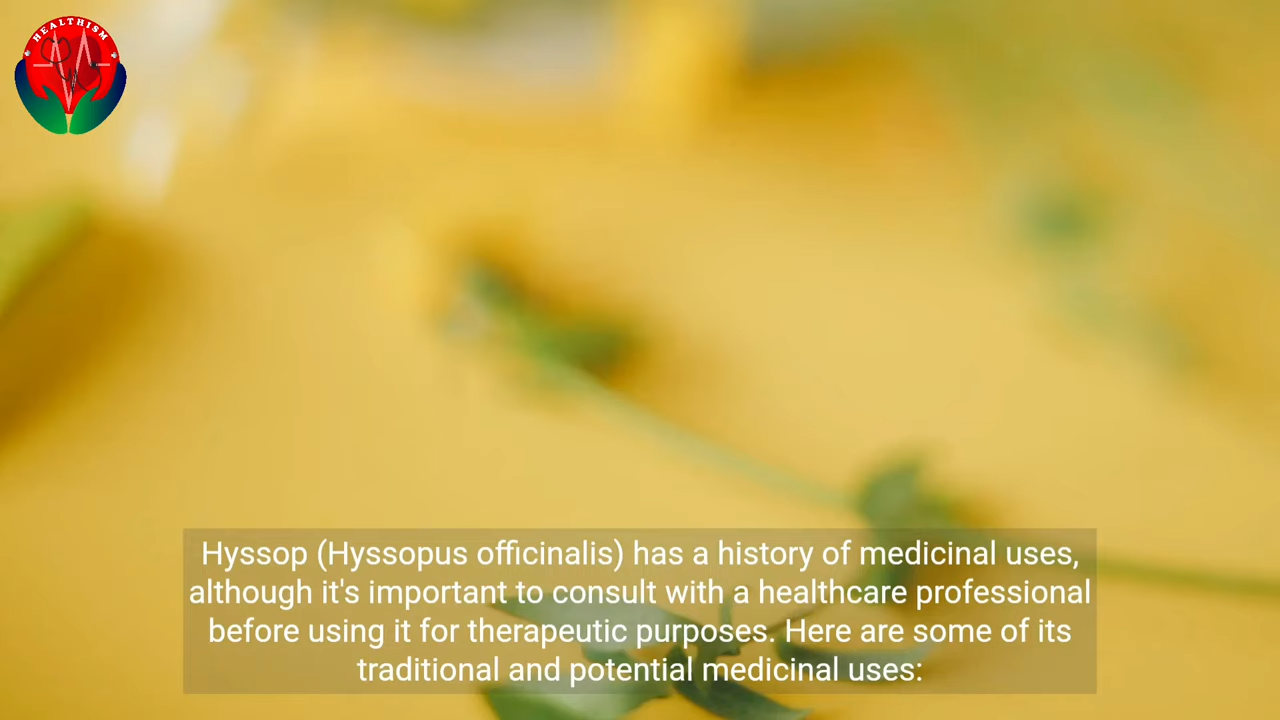 HEALTHISM
Hyssop (Hyssopus officinalis) has a history of medicinal uses,
although it's important to consult with a healthcare professional
before using it for therapeutic purposes. Here are some of its
traditional and potential medicinal uses: